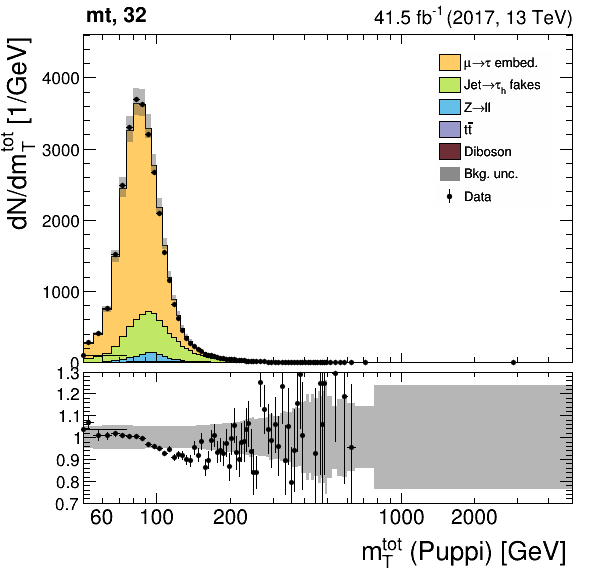 mt, 32
41.5 fb⁻¹ (2017, 13 TeV)
dN/dm_T^tot [1/GeV]
4000
3000
2000
1000
0
μ→τ embed.
Jet→τ_h fakes
Z→ll
tt̄
Diboson
Bkg. unc.
Data
1.3
1.2
1.1
1
0.9
0.8
0.7
60 100 200 1000 2000
m_T^tot (Puppi) [GeV]